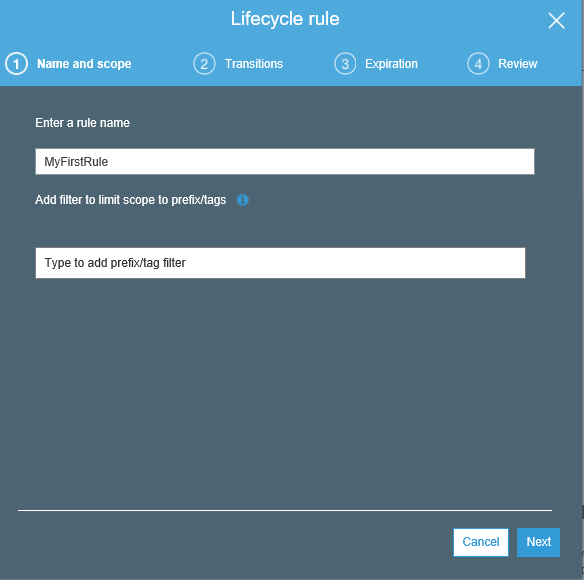 Lifecycle rule
1 Name and scope 2 Transitions 3 Expiration 4 Review
Enter a rule name
MyFirstRule
Add filter to limit scope to prefix/tags
Type to add prefix/tag filter
Cancel Next